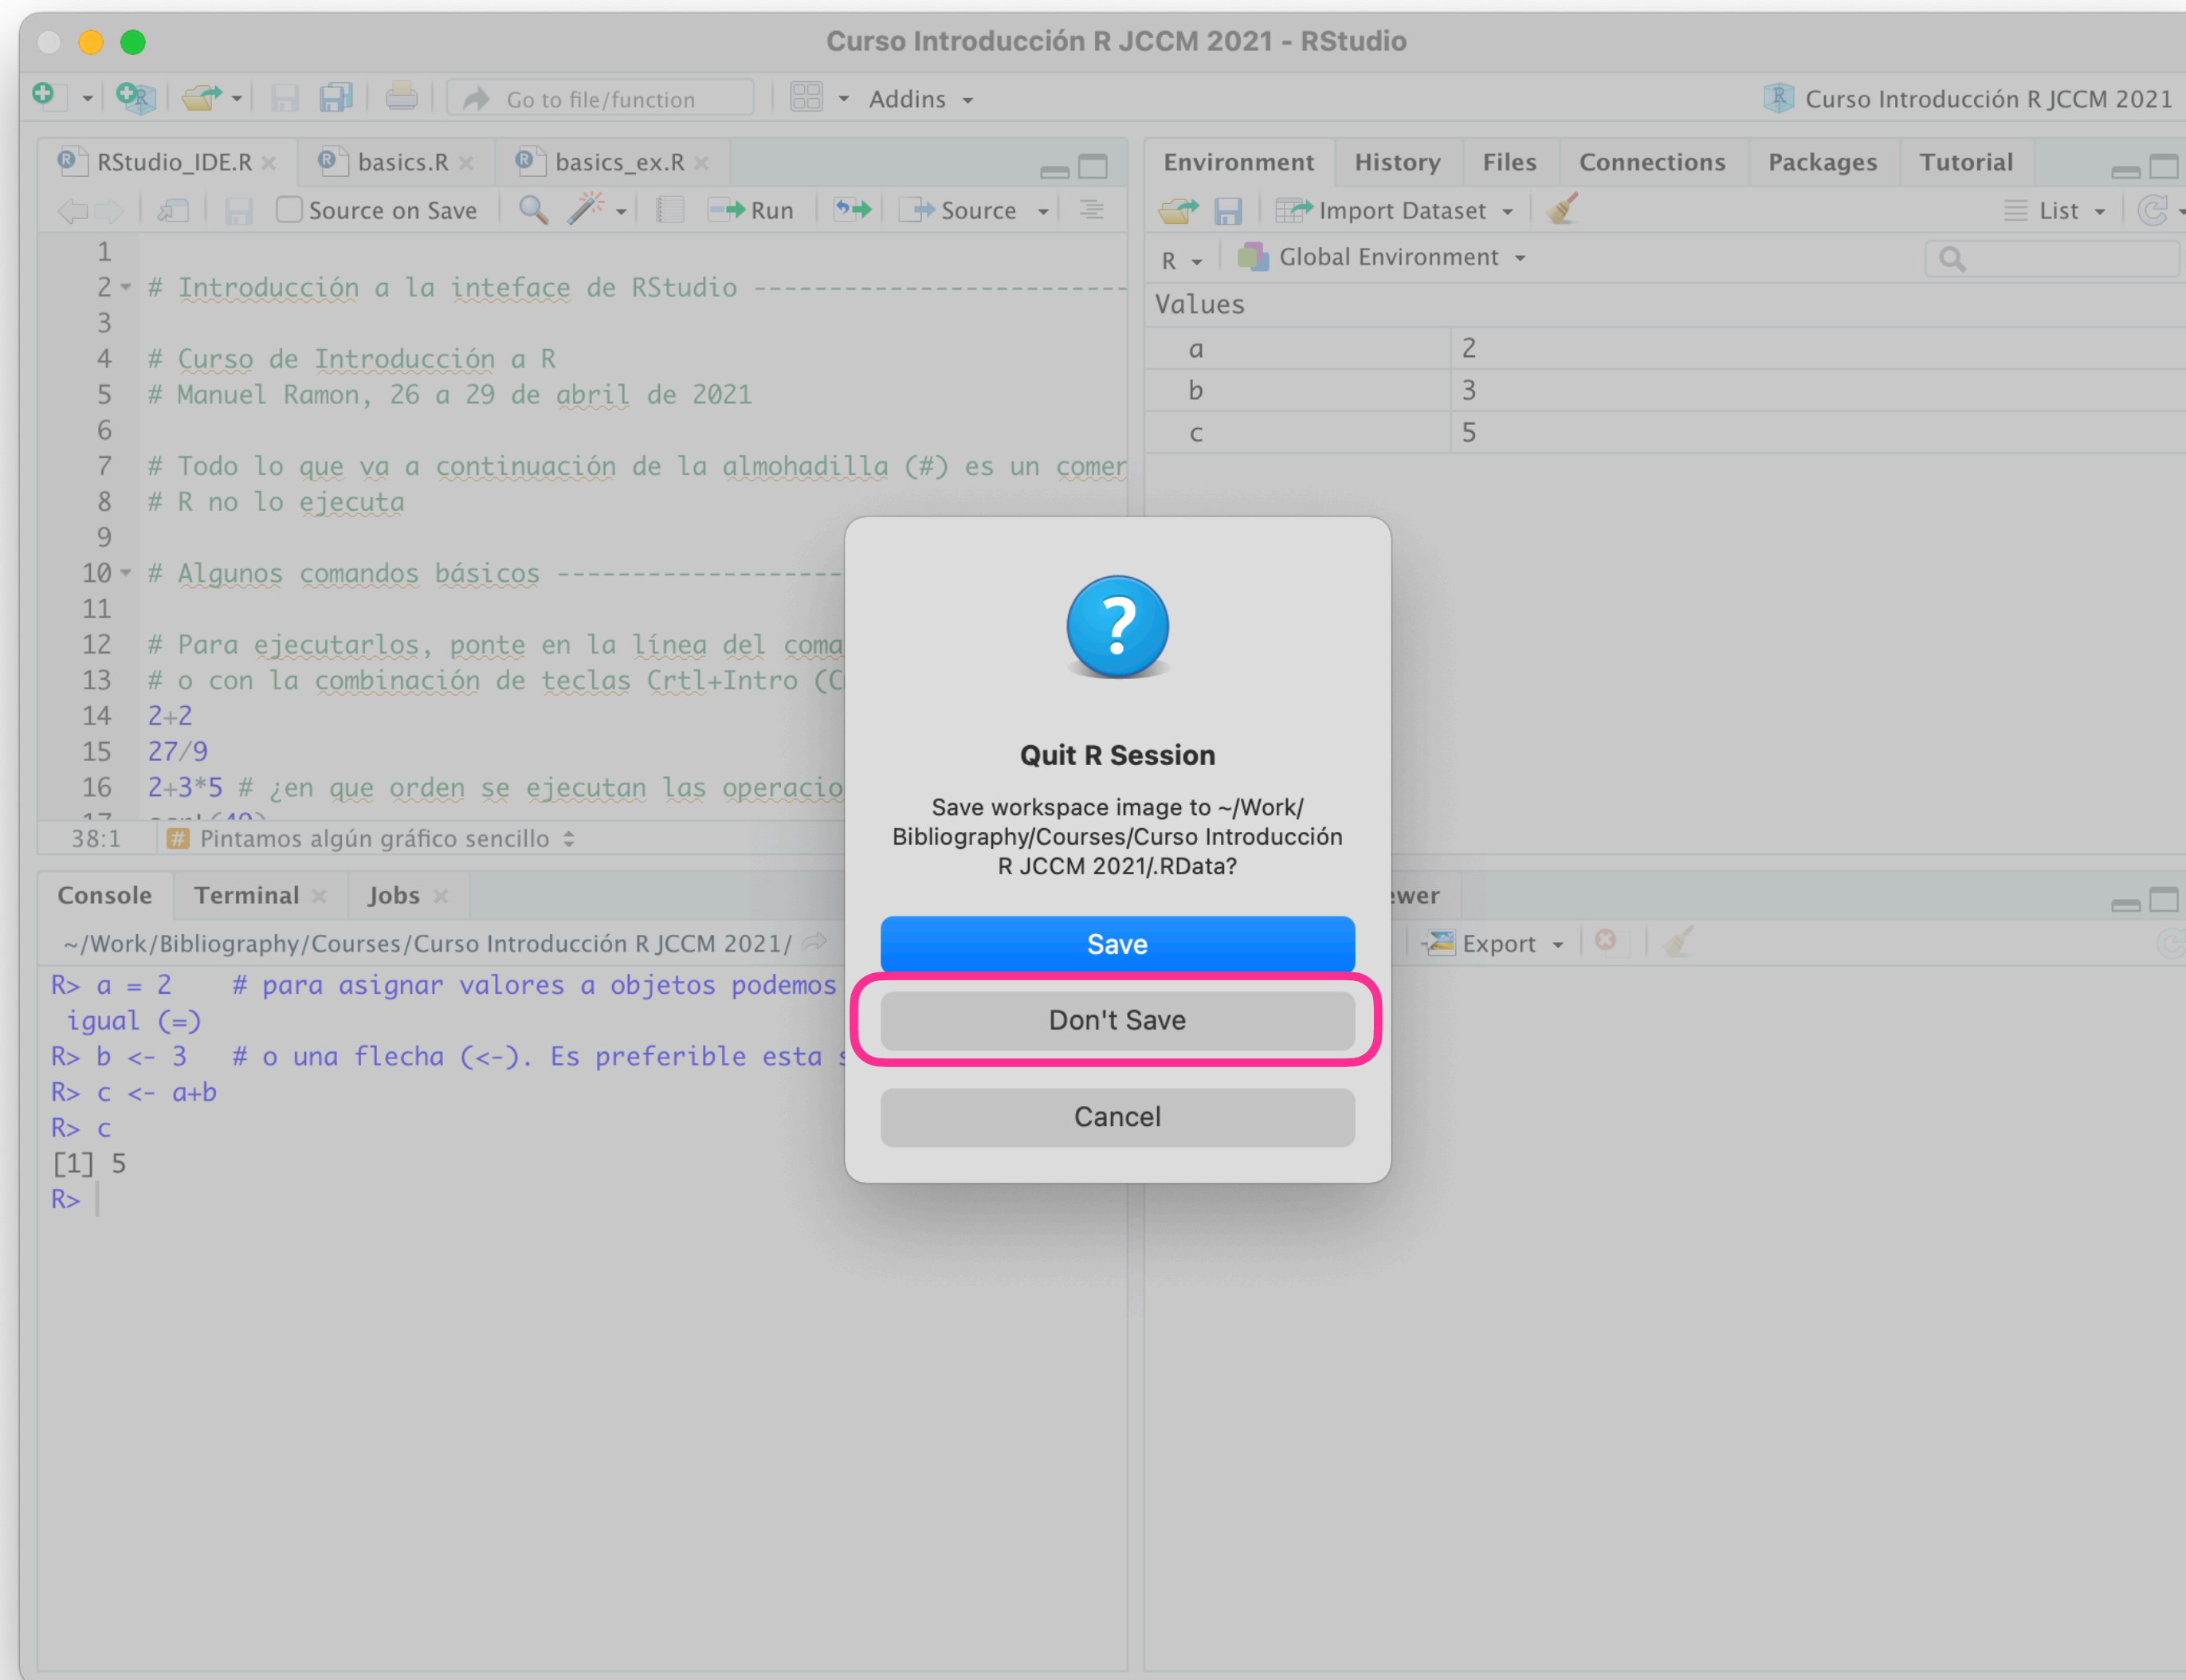 Curso Introducción R JCCM 2021 - RStudio
Go to file/function
Addins
Curso Introducción R JCCM 2021
RStudio_IDE.R
basics.R
basics_ex.R
Source on Save
Run
Source
1
2 # Introducción a la inteface de RStudio -------------------------
3
4 # Curso de Introducción a R
5 # Manuel Ramon, 26 a 29 de abril de 2021
6
7 # Todo lo que va a continuación de la almohadilla (#) es un comer
8 # R no lo ejecuta
9
10 # Algunos comandos básicos -------------------
11
12 # Para ejecutarlos, ponte en la línea del coma
13 # o con la combinación de teclas Crtl+Intro (C
14 2+2
15 27/9
16 2+3*5 # ¿en que orden se ejecutan las operacio
38:1 # Pintamos algún gráfico sencillo
Environment History Files Connections Packages Tutorial
Import Dataset
List
R Global Environment
Values
a 2
b 3
c 5
Console Terminal Jobs
~/Work/Bibliography/Courses/Curso Introducción R JCCM 2021/
R> a = 2    # para asignar valores a objetos podemos
igual (=)
R> b <- 3   # o una flecha (<-). Es preferible esta s
R> c <- a+b
R> c
[1] 5
R>
Export
?
Quit R Session
Save workspace image to ~/Work/
Bibliography/Courses/Curso Introducción
R JCCM 2021/.RData?
Save
Don't Save
Cancel